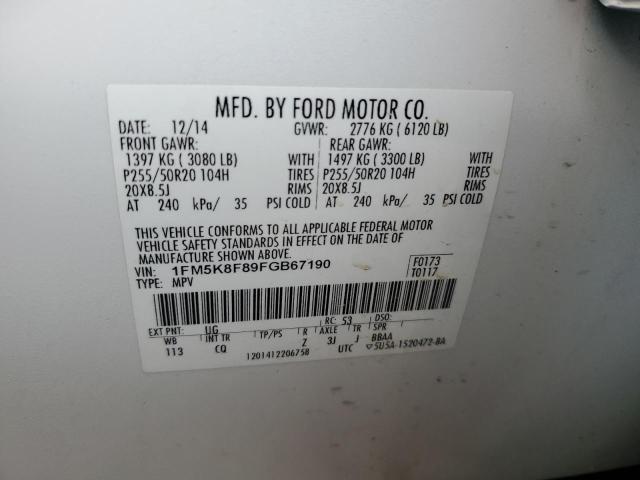 MFD. BY FORD MOTOR CO.
DATE: 12/14 GVWR: 2776 KG ( 6120 LB)
FRONT GAWR: REAR GAWR:
1397 KG ( 3080 LB) WITH 1497 KG ( 3300 LB) WITH
P255/50R20 104H TIRES P255/50R20 104H TIRES
20X8.5J RIMS 20X8.5J RIMS
AT 240 kPa/ 35 PSI COLD AT 240 kPa/ 35 PSI COLD
THIS VEHICLE CONFORMS TO ALL APPLICABLE FEDERAL MOTOR
VEHICLE SAFETY STANDARDS IN EFFECT ON THE DATE OF
MANUFACTURE SHOWN ABOVE.
VIN: 1FM5K8F89FGB67190 F0173
TYPE: MPV T0117
EXT PNT: UG RC: 53 DSO:
WB INT TR TP/PS R AXLE TR SPR
113 CQ Z 3J J BBAA
1201412206758 UTC ▽5U5A-1520472-BA